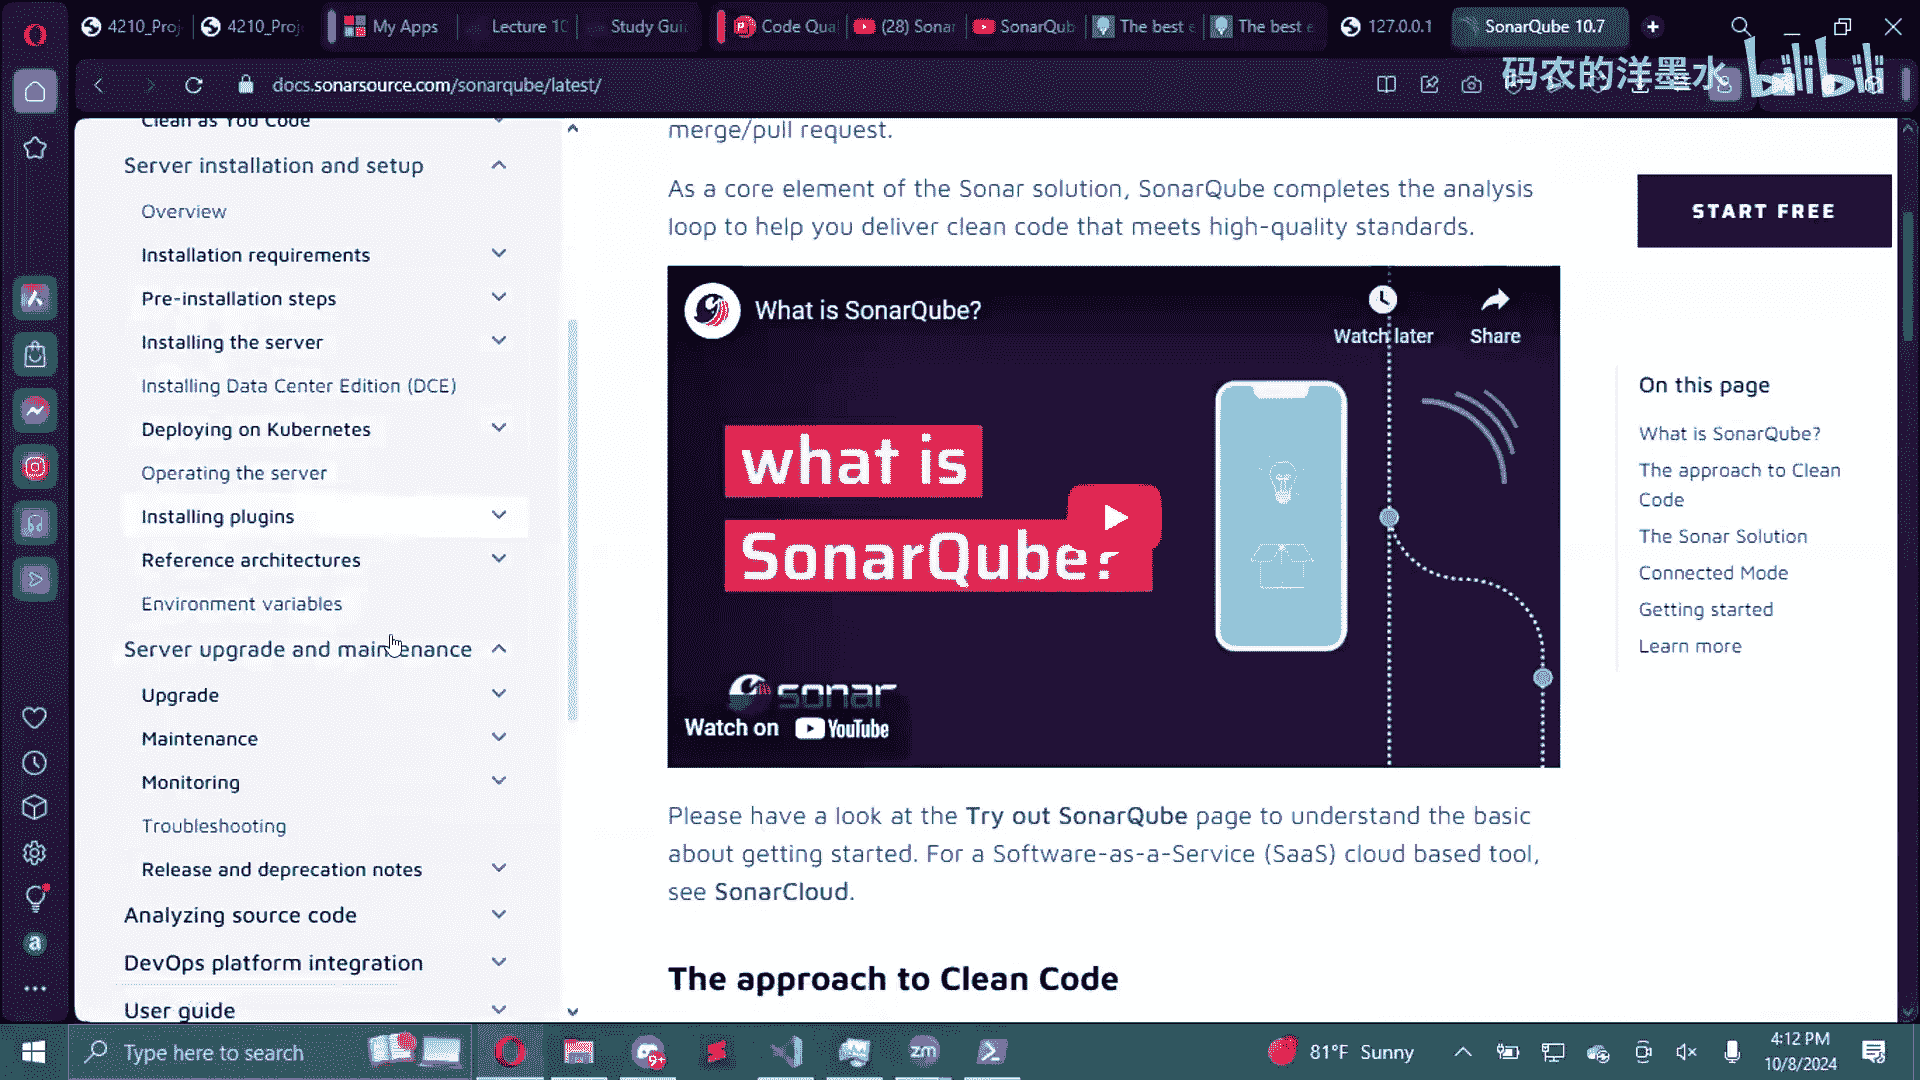 4210_Proj
4210_Proj
My Apps
Lecture 10
Study Gui
Code Qua
(28) Sonar
SonarQub
The best e
The best e
127.0.0.1
SonarQube 10.7
docs.sonarsource.com/sonarqube/latest/
码农的洋墨水
bilibili
Clean as You Code
Server installation and setup
Overview
Installation requirements
Pre-installation steps
Installing the server
Installing Data Center Edition (DCE)
Deploying on Kubernetes
Operating the server
Installing plugins
Reference architectures
Environment variables
Server upgrade and maintenance
Upgrade
Maintenance
Monitoring
Troubleshooting
Release and deprecation notes
Analyzing source code
DevOps platform integration
User guide
merge/pull request.
As a core element of the Sonar solution, SonarQube completes the analysis
loop to help you deliver clean code that meets high-quality standards.
What is SonarQube?
Watch later
Share
what is
SonarQube?
sonar
Watch on YouTube
Please have a look at the Try out SonarQube page to understand the basic
about getting started. For a Software-as-a-Service (SaaS) cloud based tool,
see SonarCloud.
The approach to Clean Code
START FREE
On this page
What is SonarQube?
The approach to Clean
Code
The Sonar Solution
Connected Mode
Getting started
Learn more
Type here to search
9+
zm
81°F Sunny
4:12 PM
10/8/2024